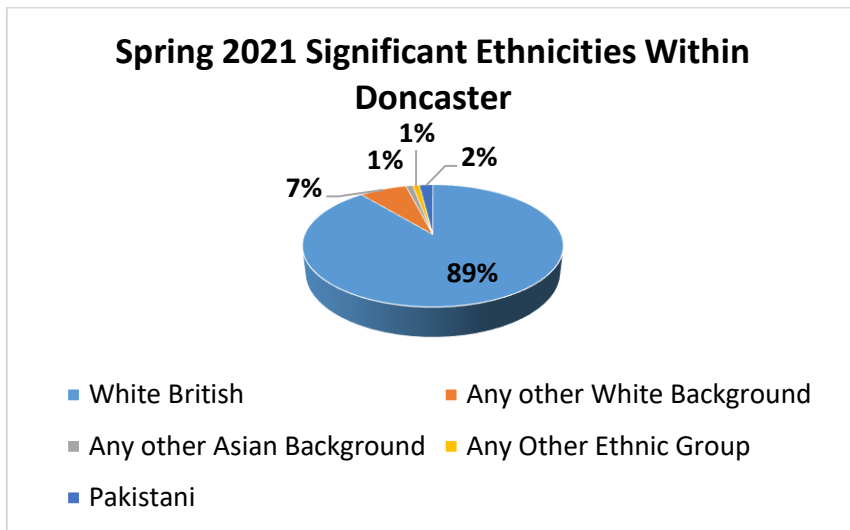 Spring 2021 Significant Ethnicities Within
Doncaster
1%
1%
2%
7%
89%
White British
Any other White Background
Any other Asian Background
Any Other Ethnic Group
Pakistani